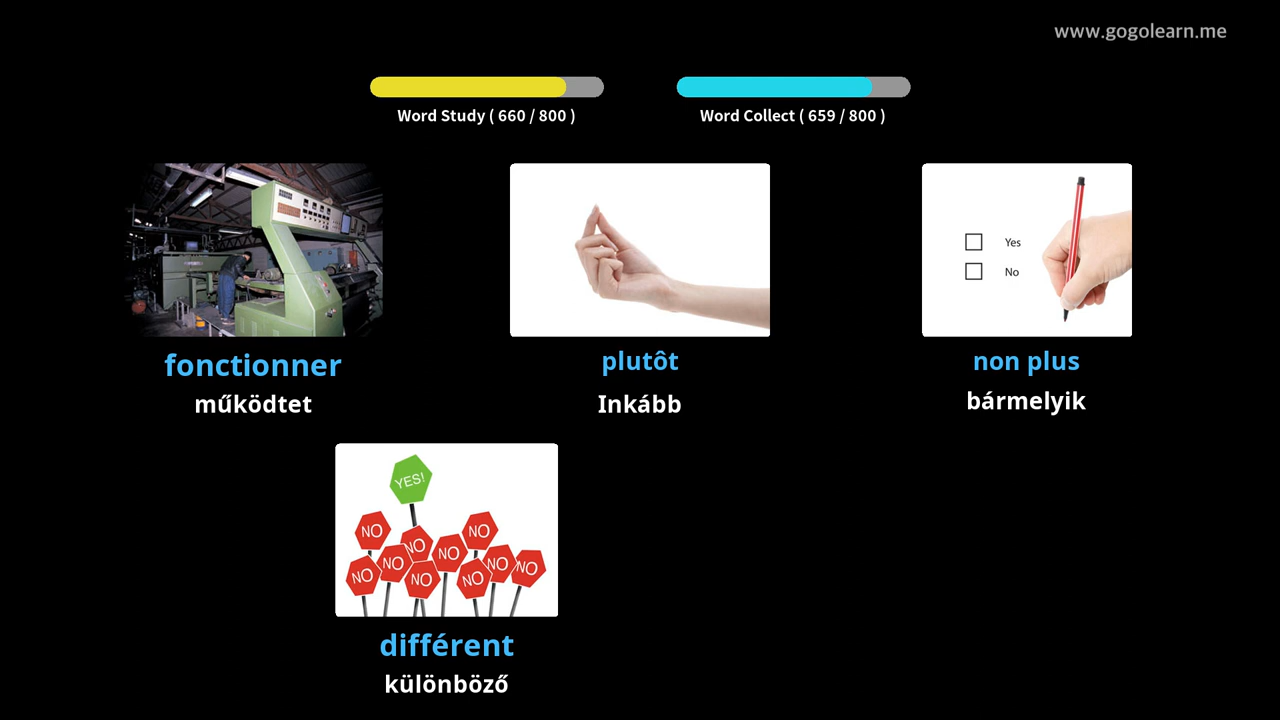 www.gogolearn.me
Word Study ( 660 / 800 )
Word Collect ( 659 / 800 )
Yes
No
fonctionner
plutôt
non plus
működtet
Inkább
bármelyik
YES!
NO
NO
NO
NO
NO
NO
NO
NO
NO
NO
différent
különböző